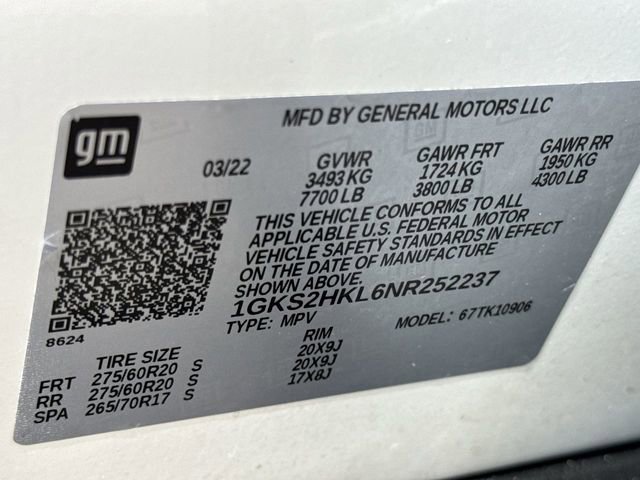 gm
MFD BY GENERAL MOTORS LLC
03/22 GVWR GAWR FRT GAWR RR
3493 KG 1724 KG 1950 KG
7700 LB 3800 LB 4300 LB
THIS VEHICLE CONFORMS TO ALL
APPLICABLE U.S. FEDERAL MOTOR
VEHICLE SAFETY STANDARDS IN EFFECT
ON THE DATE OF MANUFACTURE
SHOWN ABOVE.
1GKS2HKL6NR252237
TYPE: MPV MODEL: 67TK10906
8624
TIRE SIZE RIM
FRT 275/60R20 S 20X9J
RR 275/60R20 S 20X9J
SPA 265/70R17 S 17X8J